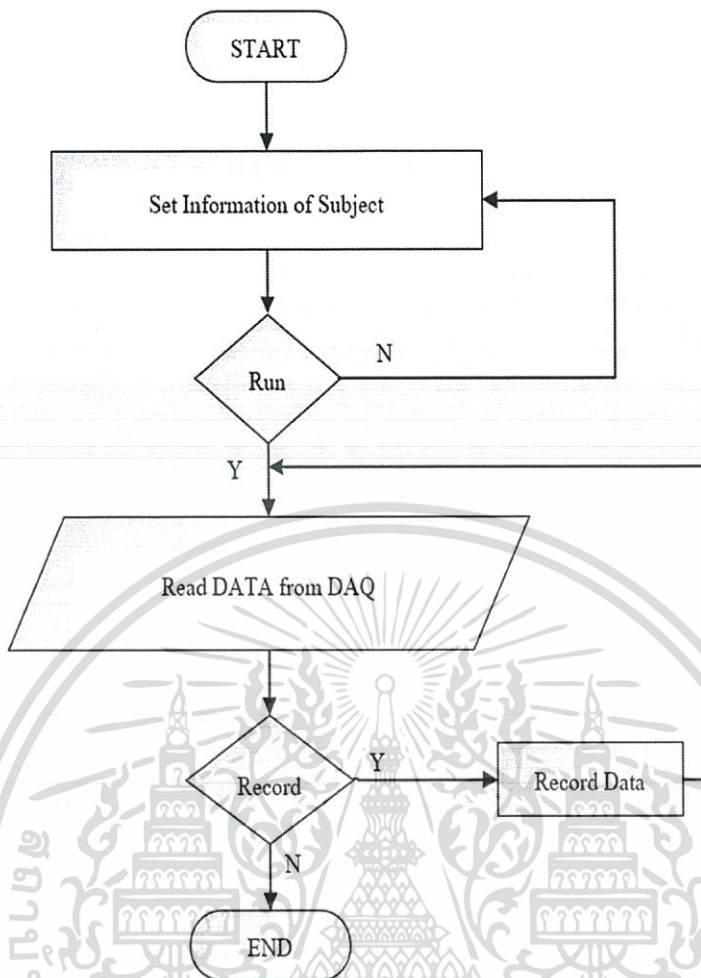 START
Set Information of Subject
Run
N
Y
Read DATA from DAQ
Record
Y
Record Data
N
END